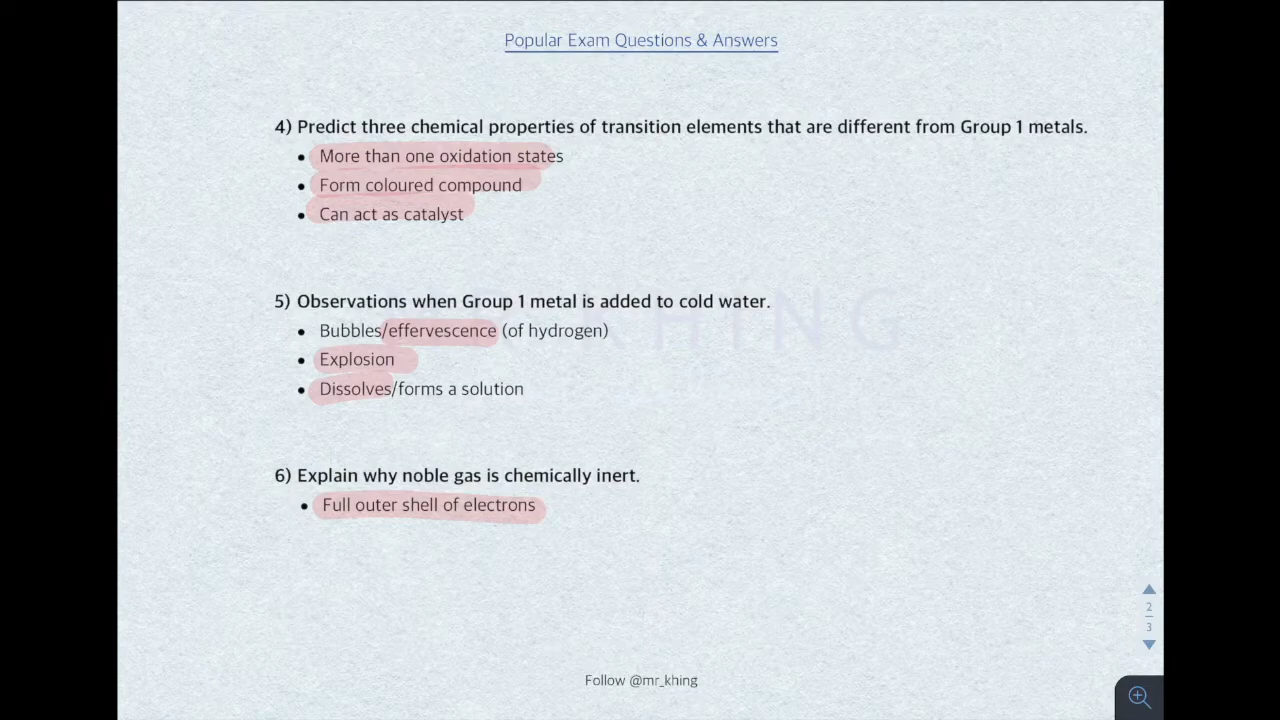 Popular Exam Questions & Answers
4) Predict three chemical properties of transition elements that are different from Group 1 metals.
• More than one oxidation states
• Form coloured compound
• Can act as catalyst
5) Observations when Group 1 metal is added to cold water.
KHING
• Bubbles/effervescence (of hydrogen)
• Explosion
• Dissolves/forms a solution
6) Explain why noble gas is chemically inert.
• Full outer shell of electrons
2
3
Follow @mr_khing